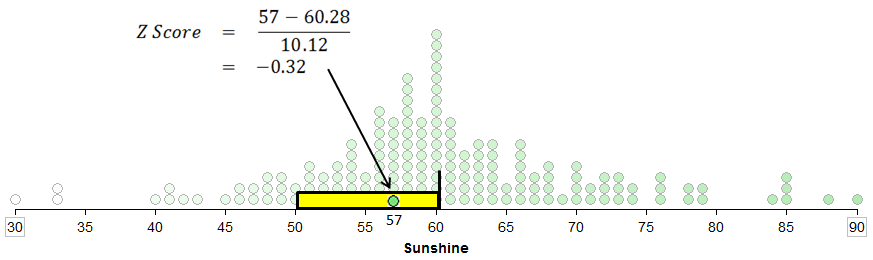 57 − 60.28
Z Score = 10.12
= −0.32
57
30 35 40 45 50 55 60 65 70 75 80 85 90
Sunshine